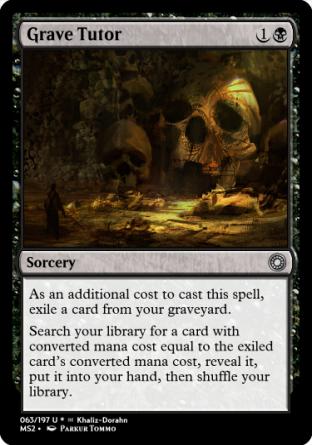 Grave Tutor 1
Sorcery
As an additional cost to cast this spell,
exile a card from your graveyard.
Search your library for a card with
converted mana cost equal to the exiled
card's converted mana cost, reveal it,
put it into your hand, then shuffle your
library.
063/197 U * = Khaliz-Dorahn
MS2 • Parkur Tommo